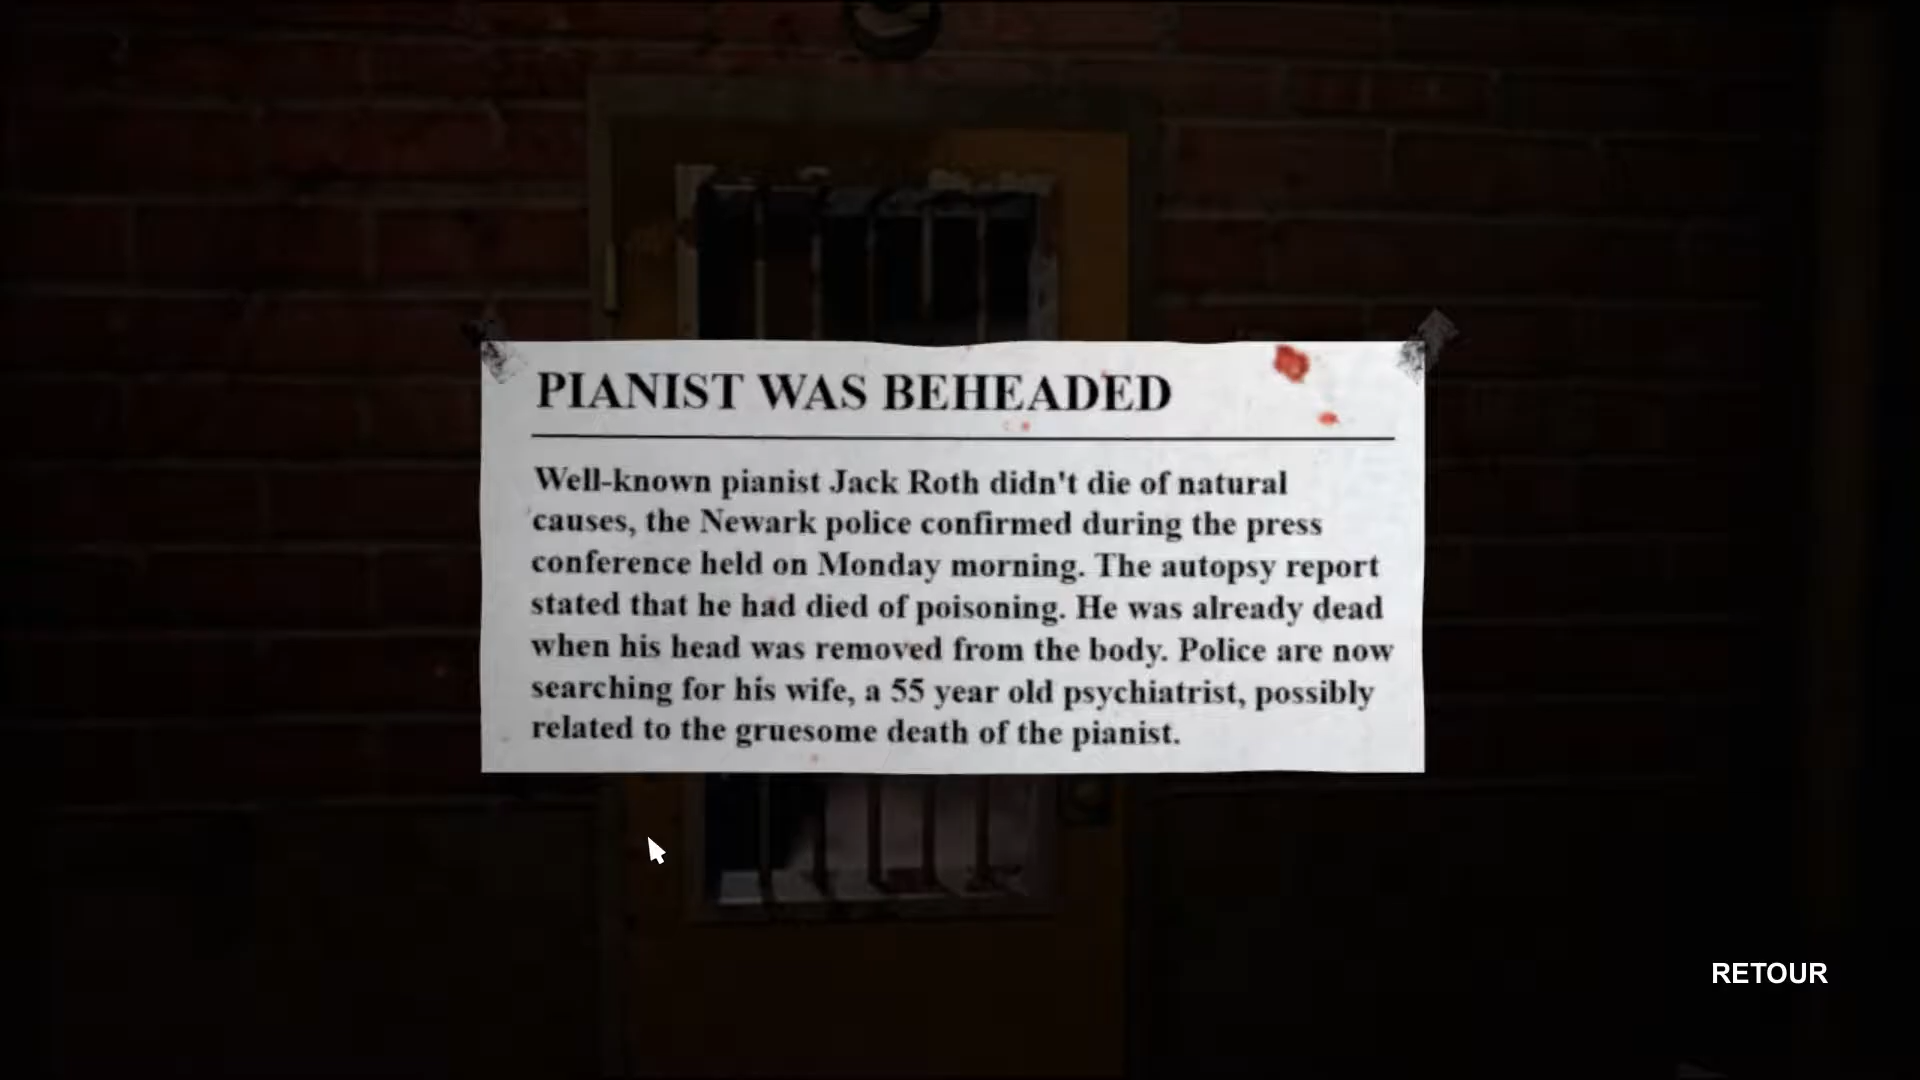 PIANIST WAS BEHEADED
Well-known pianist Jack Roth didn't die of natural
causes, the Newark police confirmed during the press
conference held on Monday morning. The autopsy report
stated that he had died of poisoning. He was already dead
when his head was removed from the body. Police are now
searching for his wife, a 55 year old psychiatrist, possibly
related to the gruesome death of the pianist.
RETOUR